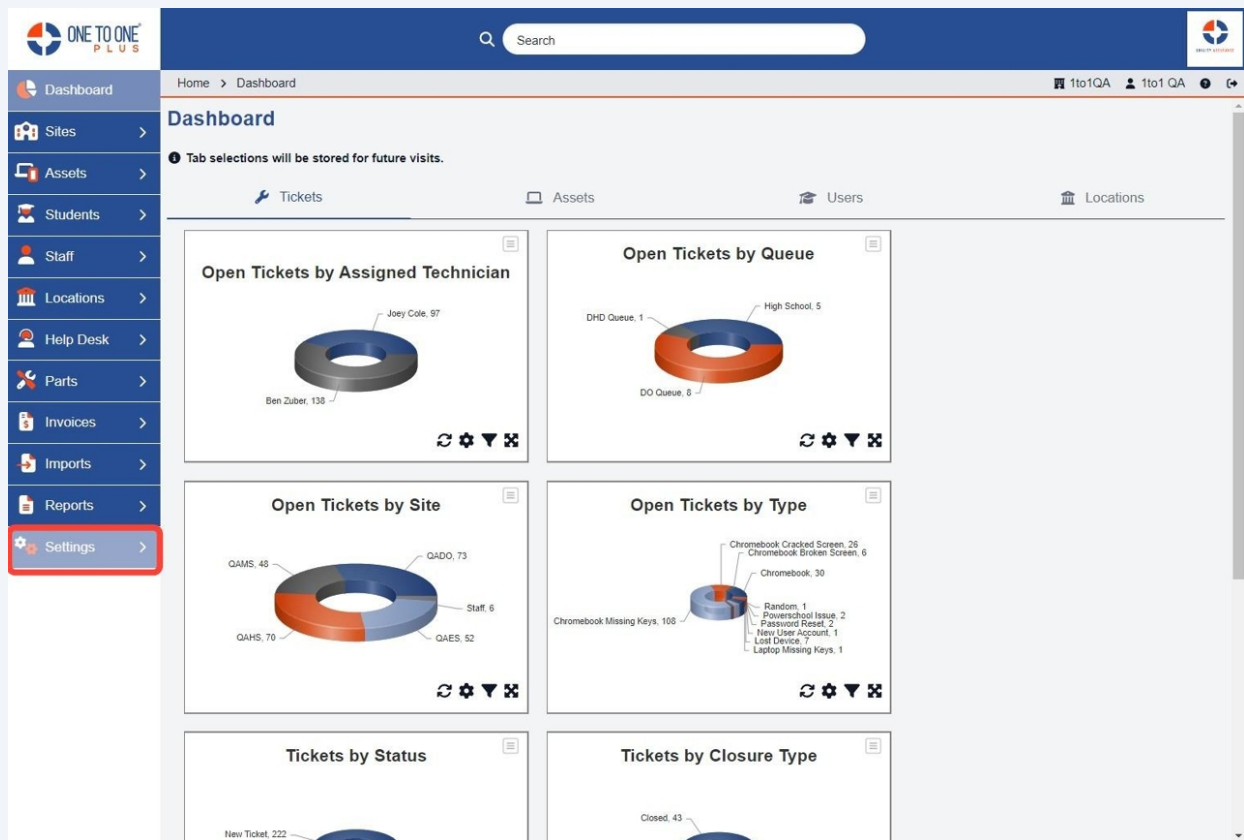 ONE TO ONE
PLUS
Search
Dashboard
Sites
Assets
Students
Staff
Locations
Help Desk
Parts
Invoices
Imports
Reports
Settings
Home > Dashboard
1to1QA
1to1 QA
Dashboard
Tab selections will be stored for future visits.
Tickets
Assets
Users
Locations
Open Tickets by Assigned Technician
Joey Cole, 97
Ben Zuber, 138
Open Tickets by Queue
High School, 5
DHD Queue, 1
DO Queue, 8
Open Tickets by Site
QAMS, 48
QADO, 73
Staff, 6
QAHS, 70
QAES, 52
Open Tickets by Type
Chromebook Cracked Screen, 26
Chromebook Broken Screen, 6
Chromebook, 30
Random, 1
Chromebook Missing Keys, 108
Powerschool Issue, 2
Password Reset, 2
New User Account, 1
Lost Device, 7
Laptop Missing Keys, 1
Tickets by Status
New Ticket, 222
Tickets by Closure Type
Closed, 43